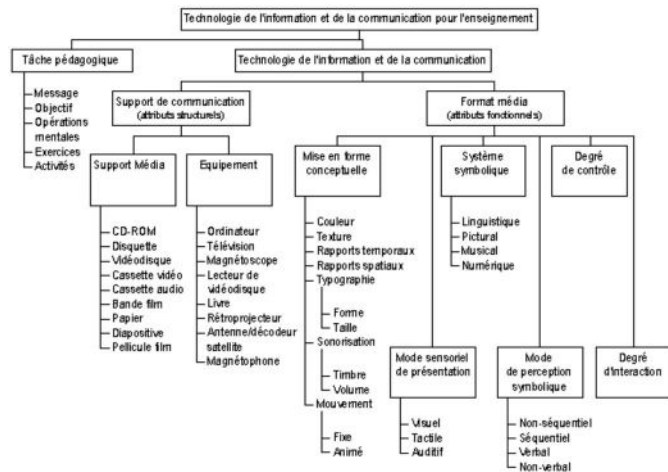 Technologie de l'information et de la communication pour l'enseignement
Tâche pédagogique
Technologie de l'information et de la communication
Message
Objectif
Opérations
mentales
Exercices
Activités
Support de communication
(attributs structurels)
Format média
(attributs fonctionnels)
Support Média
Equipement
Mise en forme
conceptuelle
Système
symbolique
Degré
de contrôle
CD-ROM
Disquette
Vidéodisque
Cassette vidéo
Cassette audio
Bande film
Papier
Diapositive
Pellicule film
Ordinateur
Télévision
Magnétoscope
Lecteur de
vidéodisque
Livre
Rétroprojecteur
Antenne/décodeur
satellite
Magnétophone
Couleur
Texture
Rapports temporaux
Rapports spatiaux
Typographie
Forme
Taille
Sonorisation
Timbre
Volume
Mouvement
Fixe
Animé
Linguistique
Pictural
Musical
Numérique
Mode sensoriel
de présentation
Mode
de perception
symbolique
Degré
d'interaction
Visuel
Tactile
Auditif
Non-séquentiel
Séquentiel
Verbal
Non-verbal